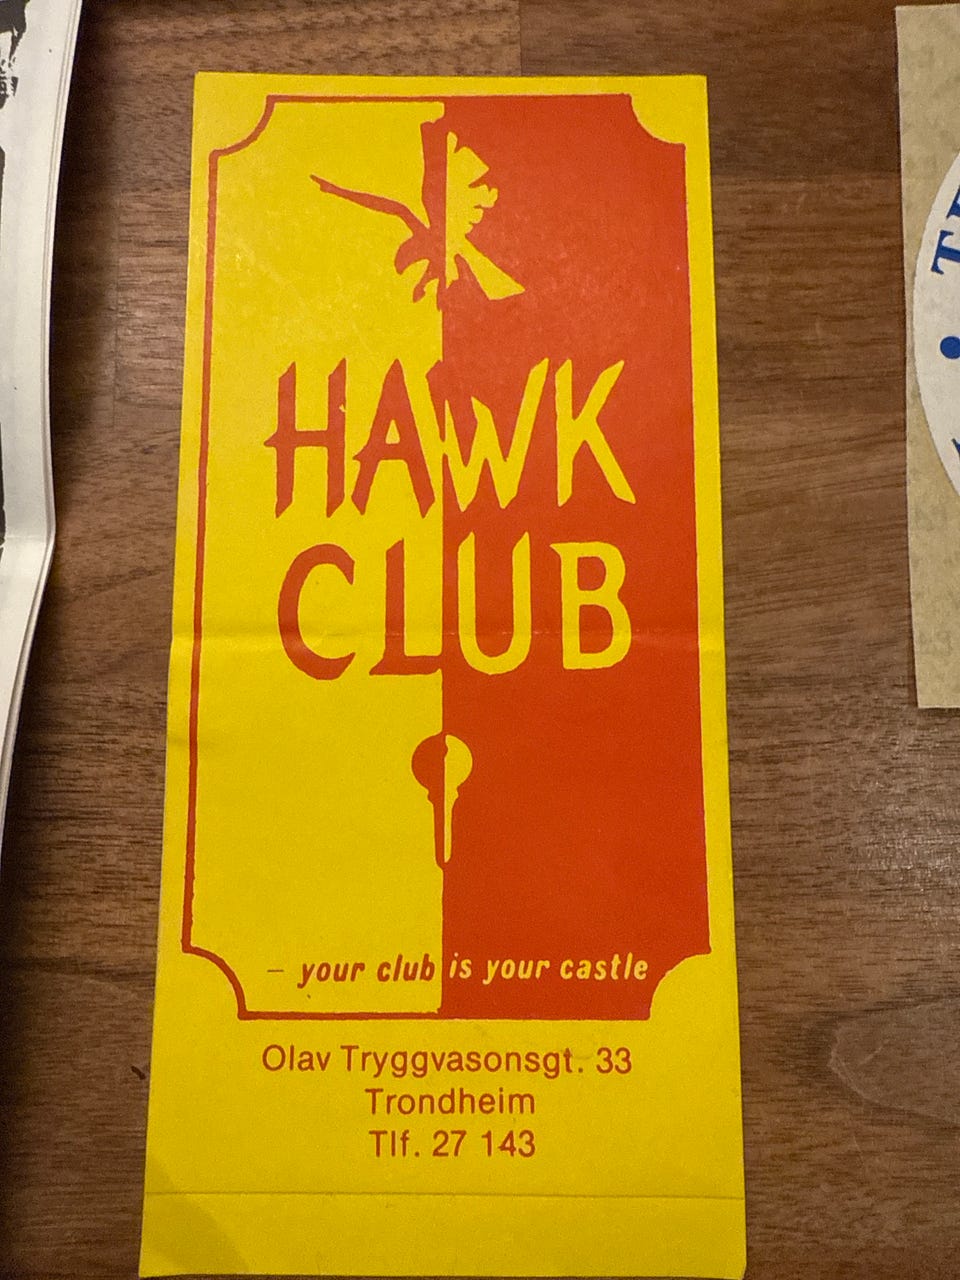 HAWK
CLUB
– your club is your castle
Olav Tryggvasonsgt. 33
Trondheim
Tlf. 27 143